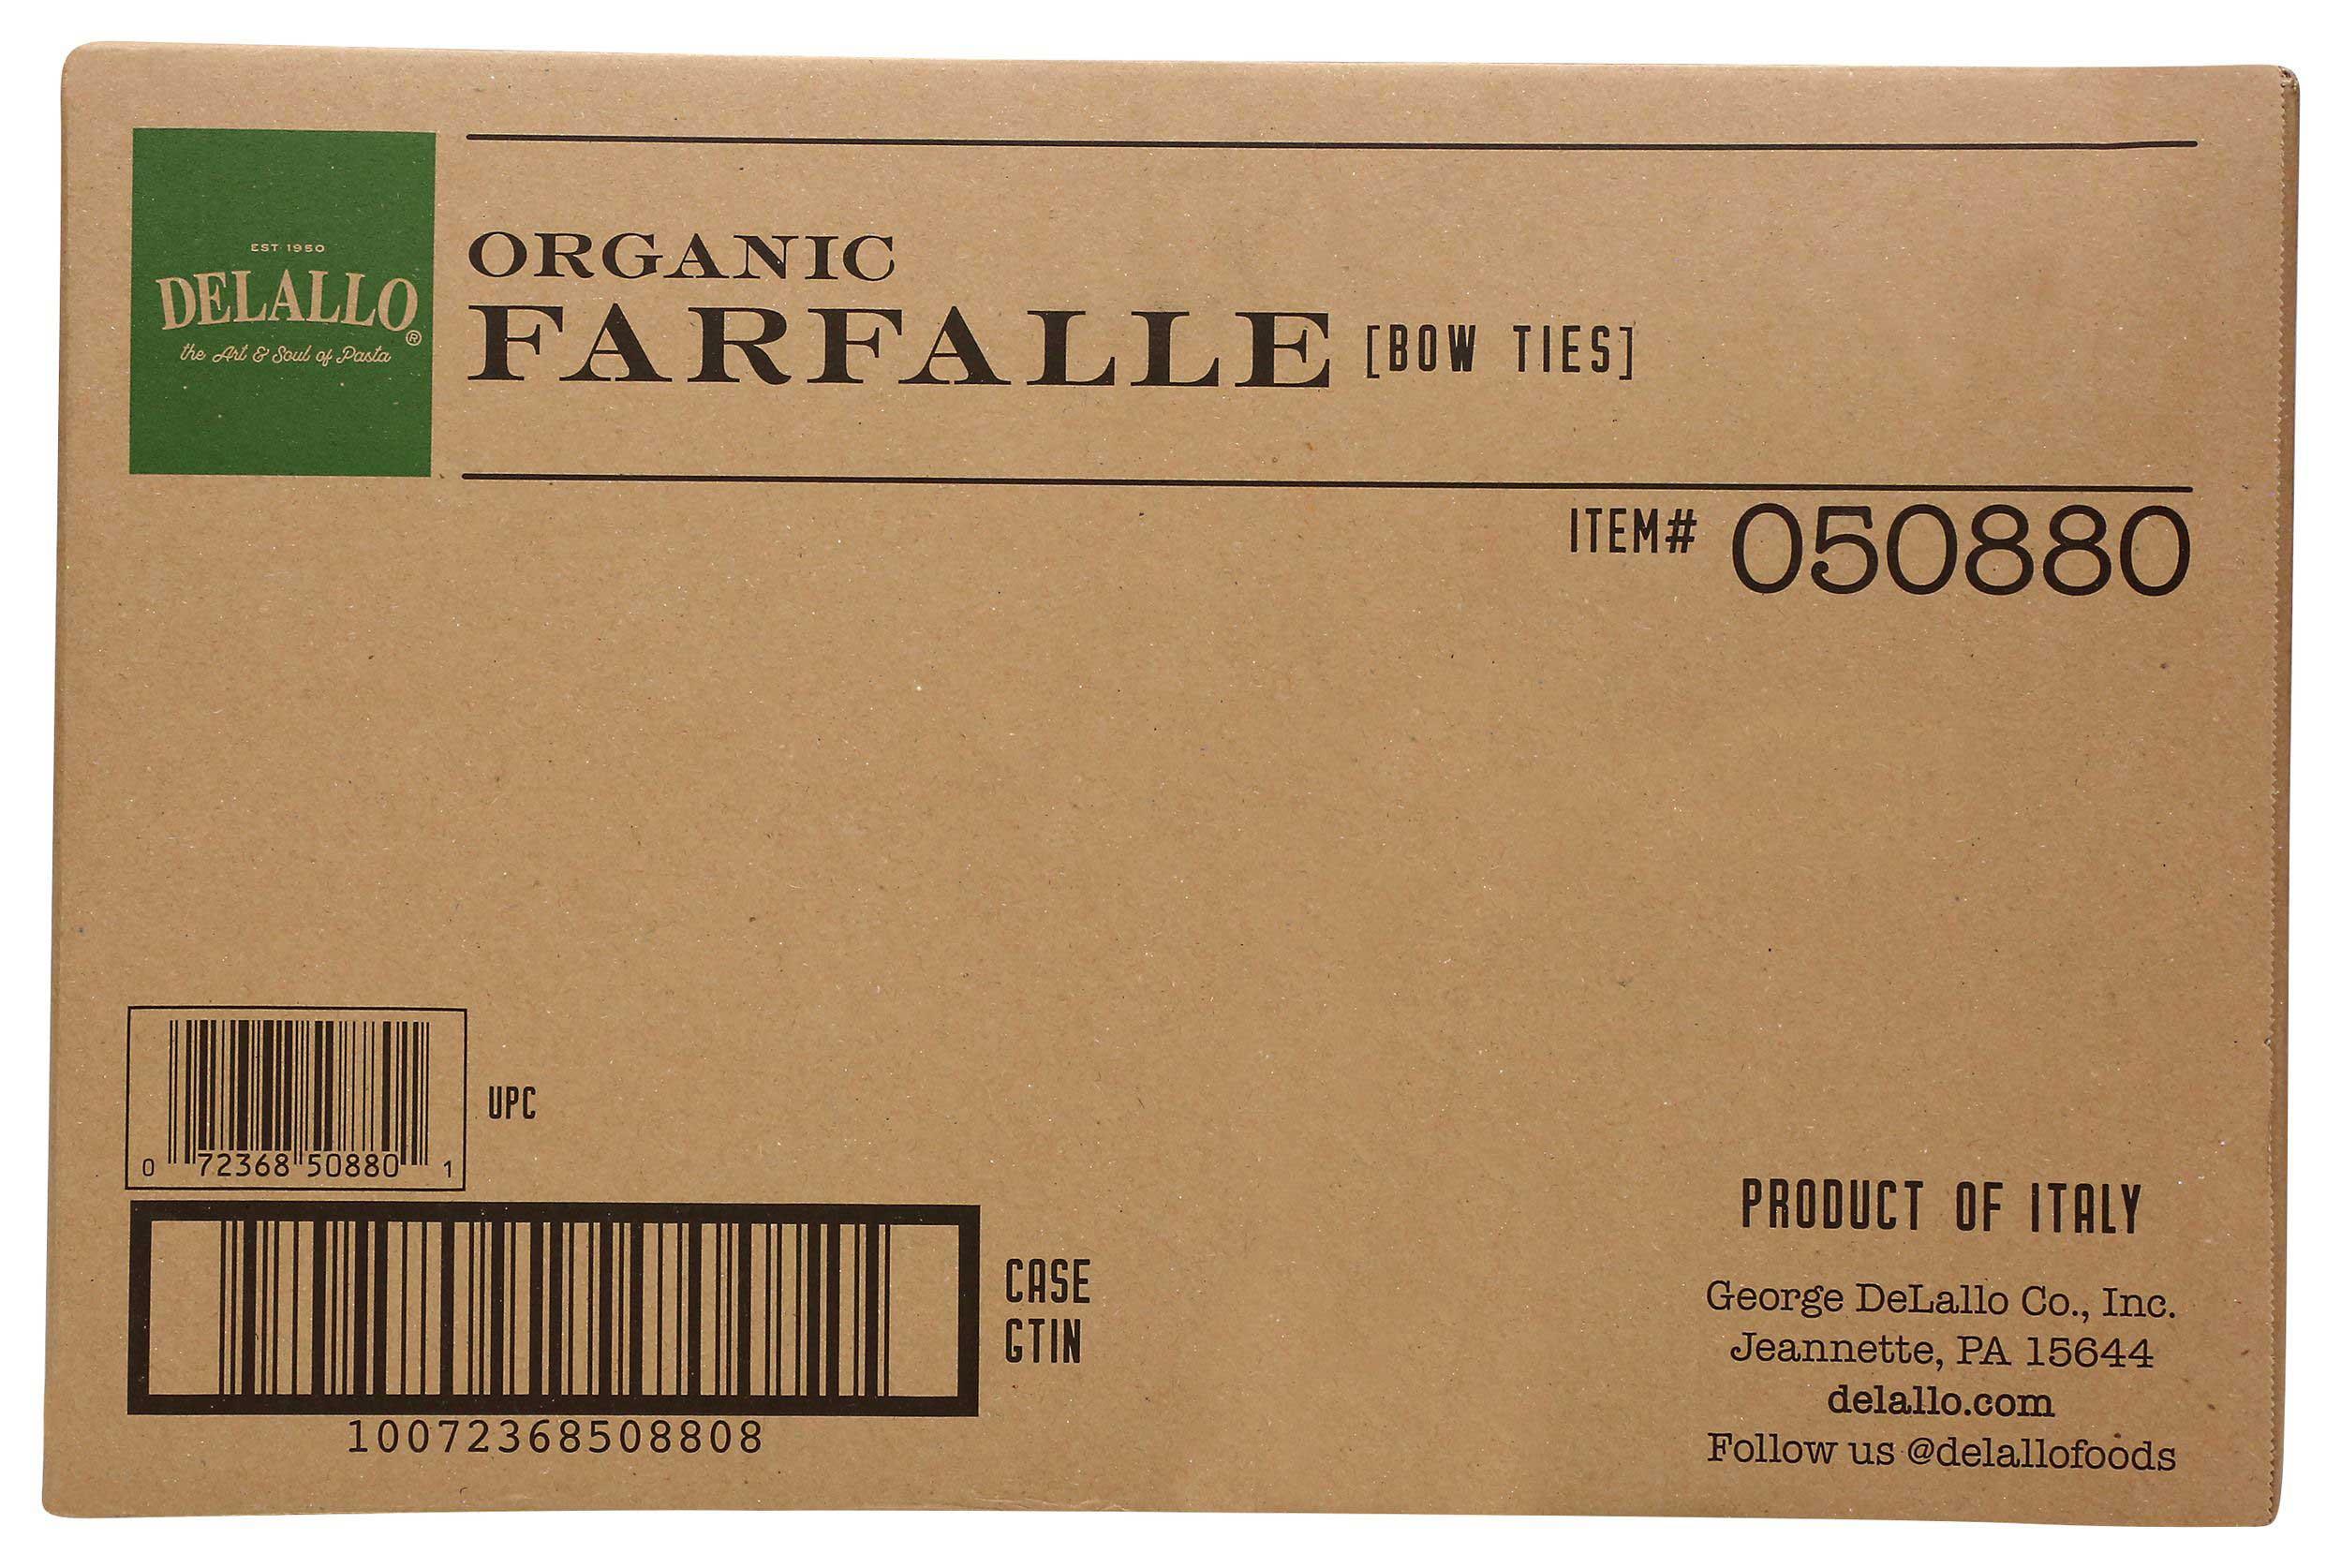 EST 1950
DELALLO®
the Art & Soul of Pasta
ORGANIC
FARFALLE [BOW TIES]
ITEM# 050880
0 72368 50880 1
UPC
CASE
GTIN
10072368508808
PRODUCT OF ITALY
George DeLallo Co., Inc.
Jeannette, PA 15644
delallo.com
Follow us @delallofoods